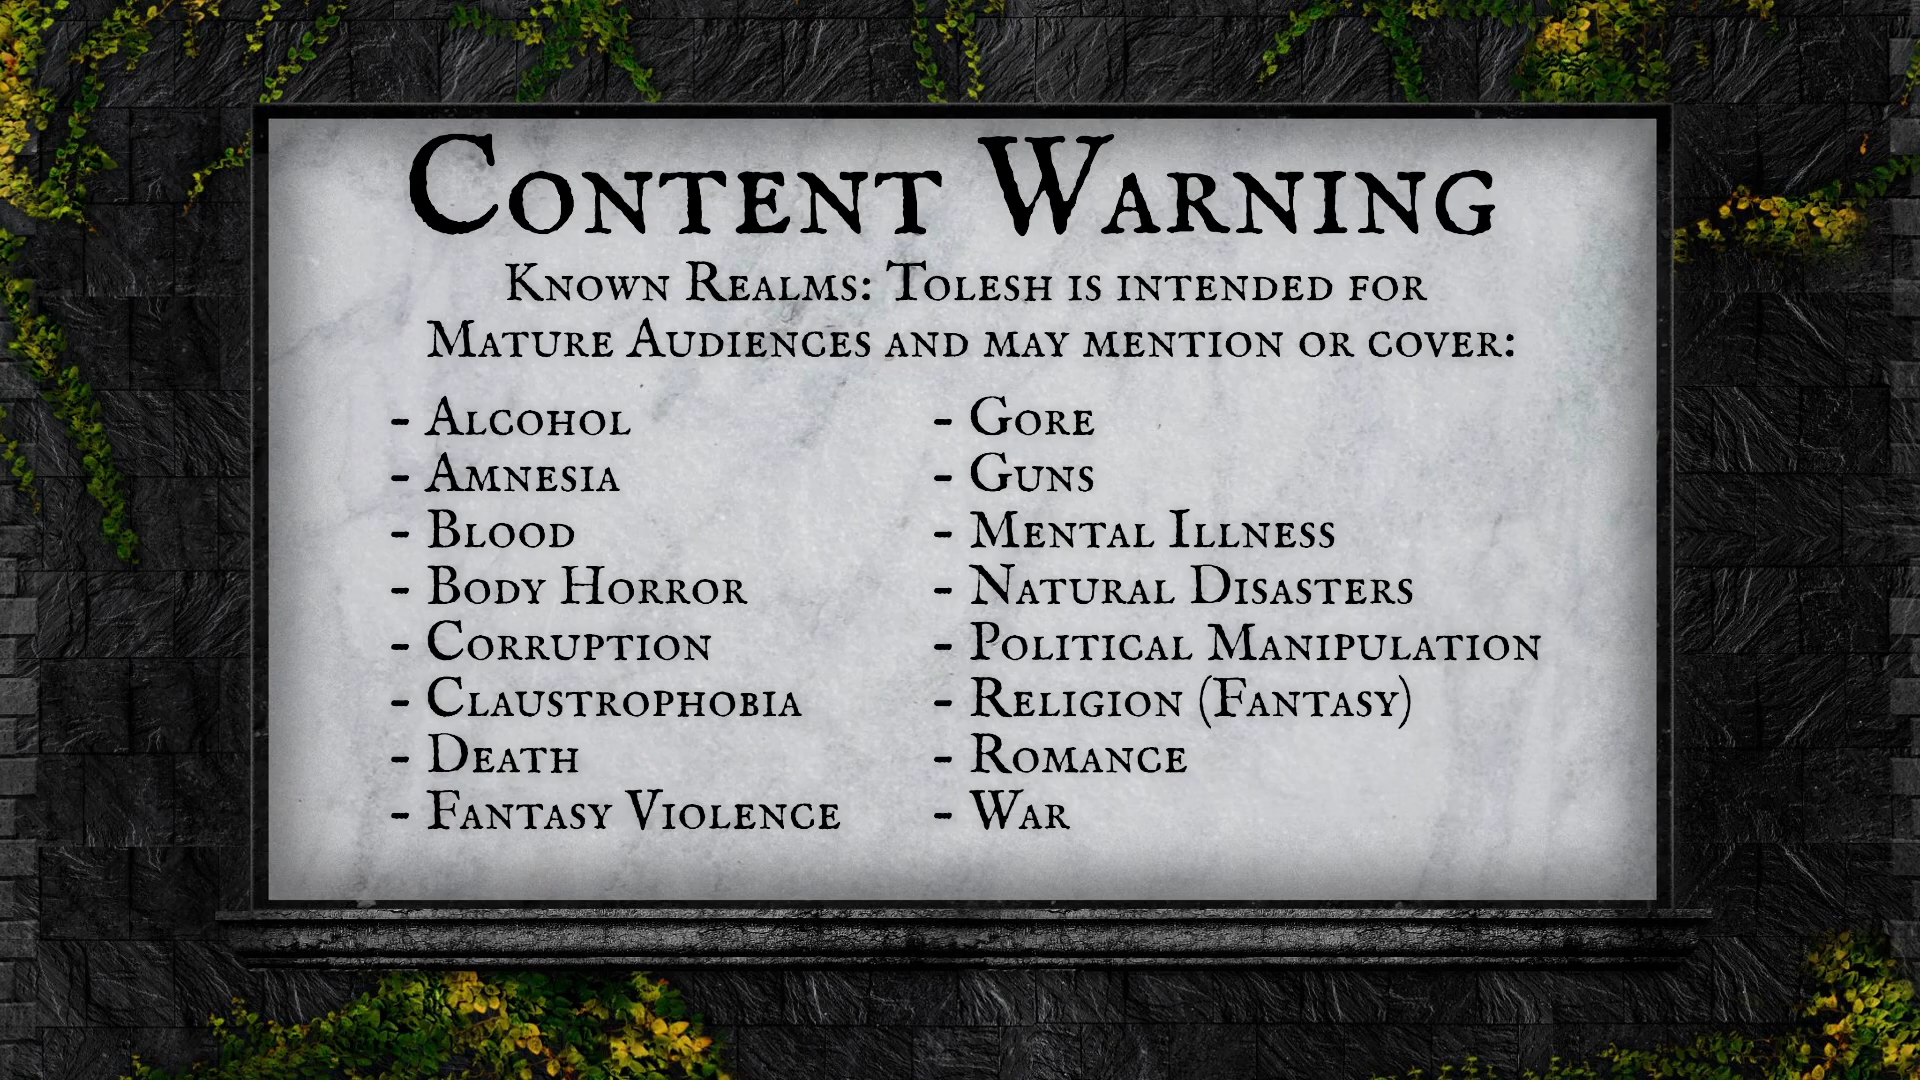 Content Warning
Known Realms: Tolesh is intended for
Mature Audiences and may mention or cover:
- Alcohol
- Amnesia
- Blood
- Body Horror
- Corruption
- Claustrophobia
- Death
- Fantasy Violence
- Gore
- Guns
- Mental Illness
- Natural Disasters
- Political Manipulation
- Religion (Fantasy)
- Romance
- War